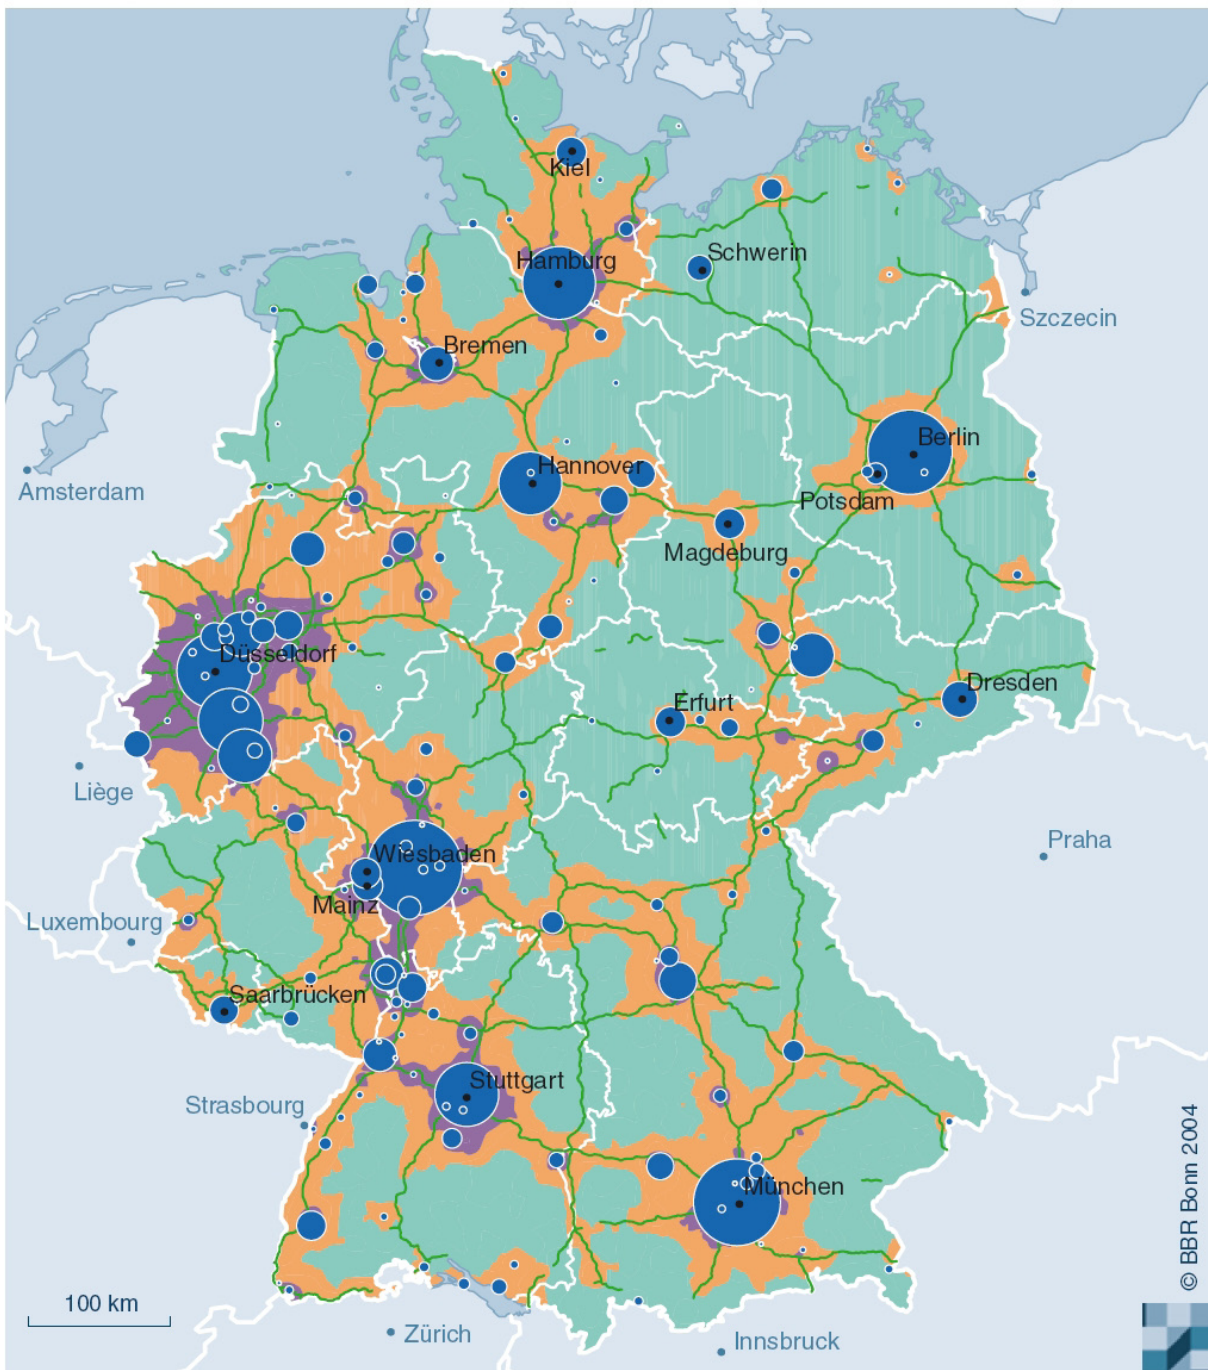 Kiel
Hamburg
Schwerin
Szczecin
Bremen
Berlin
Hannover
Amsterdam
Potsdam
Magdeburg
Düsseldorf
Dresden
Erfurt
Liège
Praha
Wiesbaden
Mainz
Luxembourg
Saarbrücken
Stuttgart
Strasbourg
München
© BBR Bonn 2004
100 km
Zürich
Innsbruck